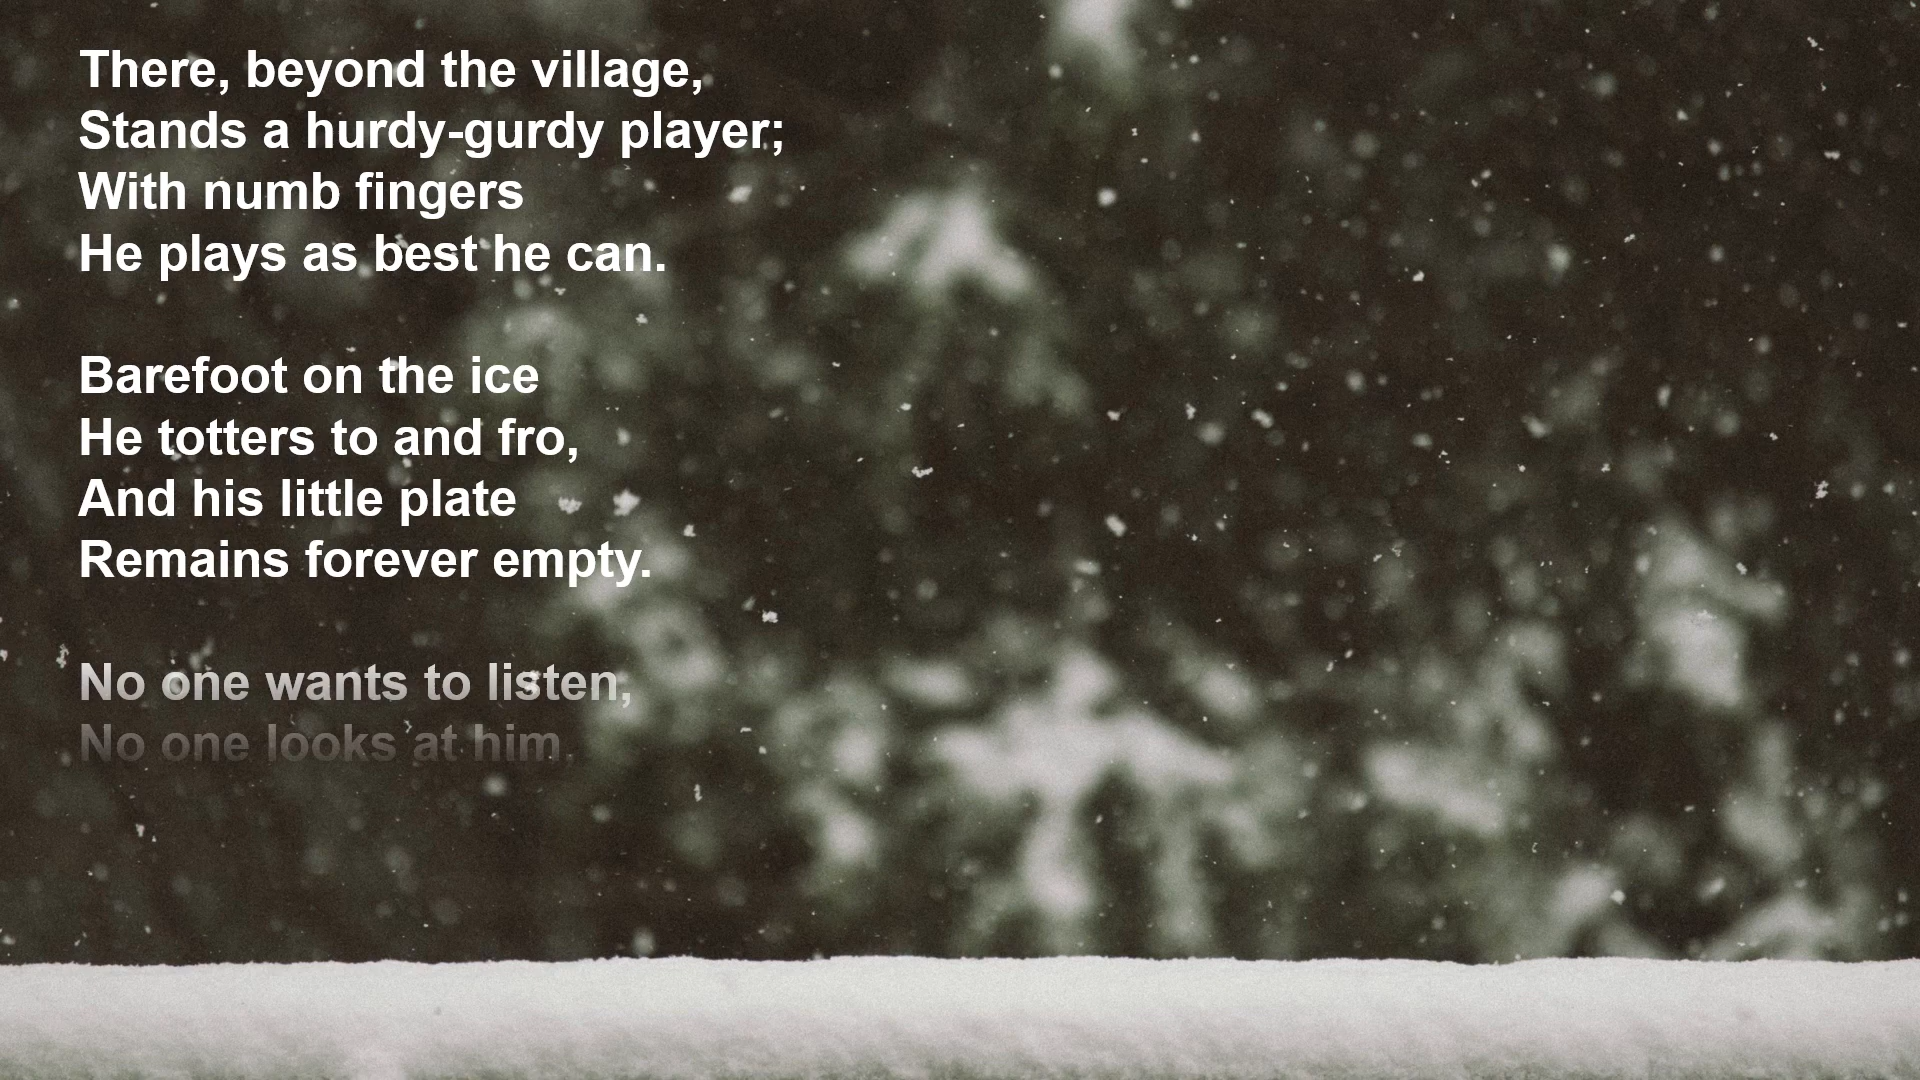 There, beyond the village,
Stands a hurdy-gurdy player;
With numb fingers
He plays as best he can.
Barefoot on the ice
He totters to and fro,
And his little plate
Remains forever empty.
No one wants to listen,
No one looks at him.